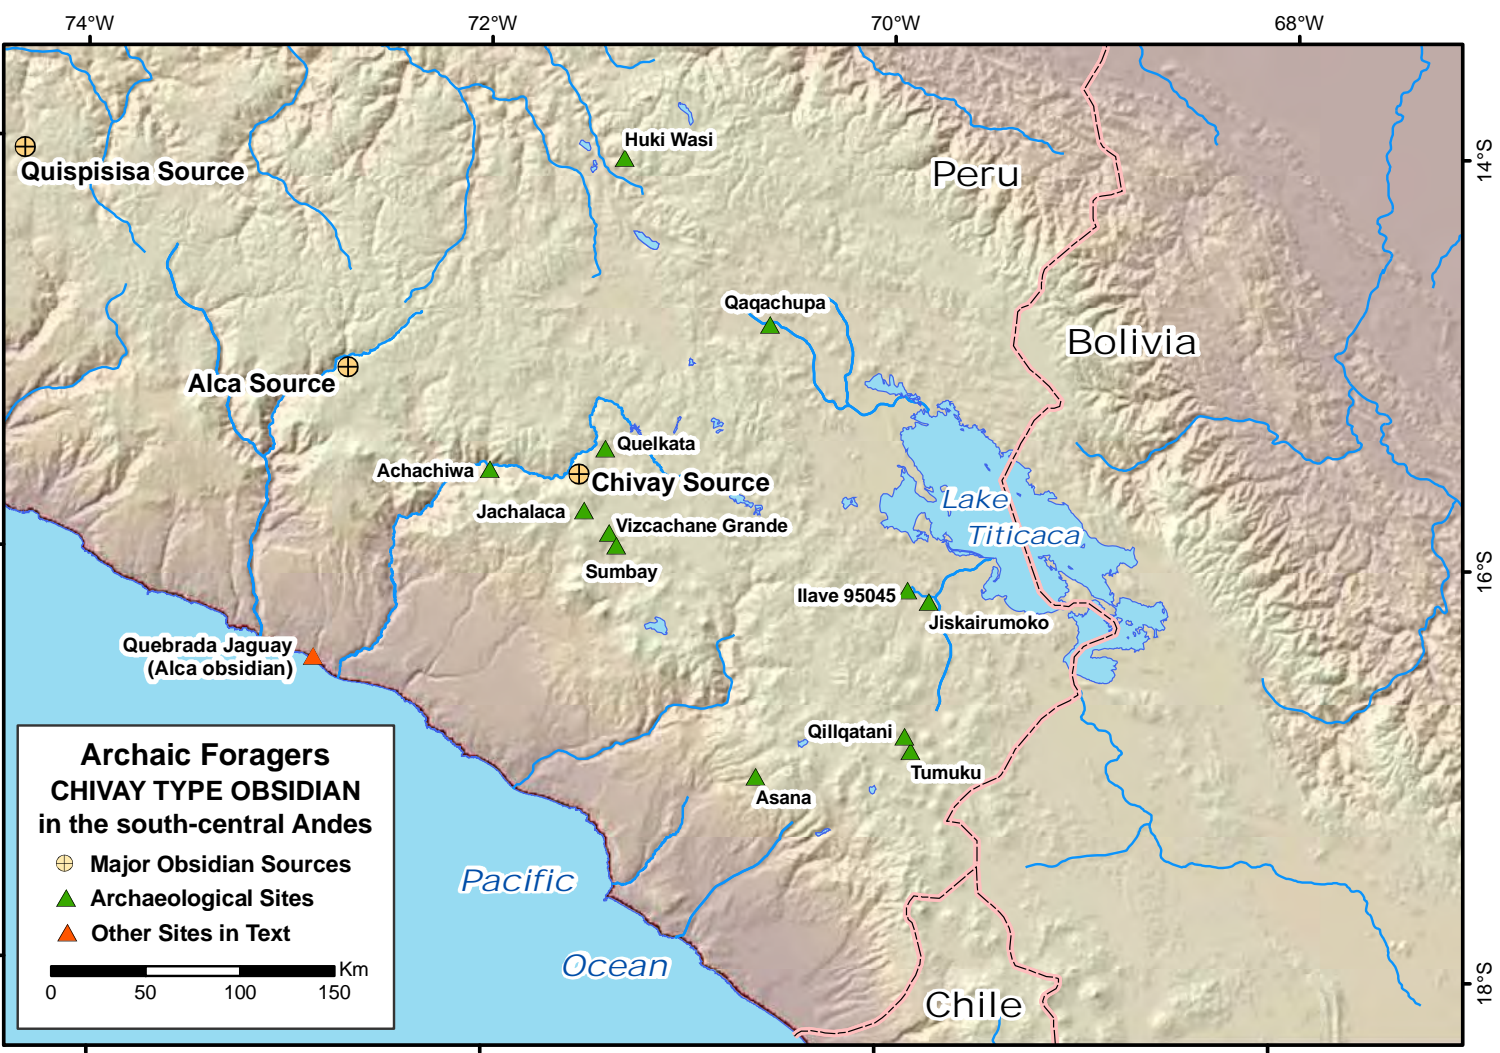 74°W
72°W
70°W
68°W
Huki Wasi
14°S
Quispisisa Source
Peru
Qaqachupa
Bolivia
Alca Source
Quelkata
Achachiwa
Chivay Source
Lake
Titicaca
Jachalaca
Vizcachane Grande
Sumbay
16°S
Ilave 95045
Jiskairumoko
Quebrada Jaguay
(Alca obsidian)
Qillqatani
Tumuku
Asana
Archaic Foragers
CHIVAY TYPE OBSIDIAN
in the south-central Andes
Major Obsidian Sources
Archaeological Sites
Other Sites in Text
Km
0 50 100 150
Pacific
Ocean
18°S
Chile